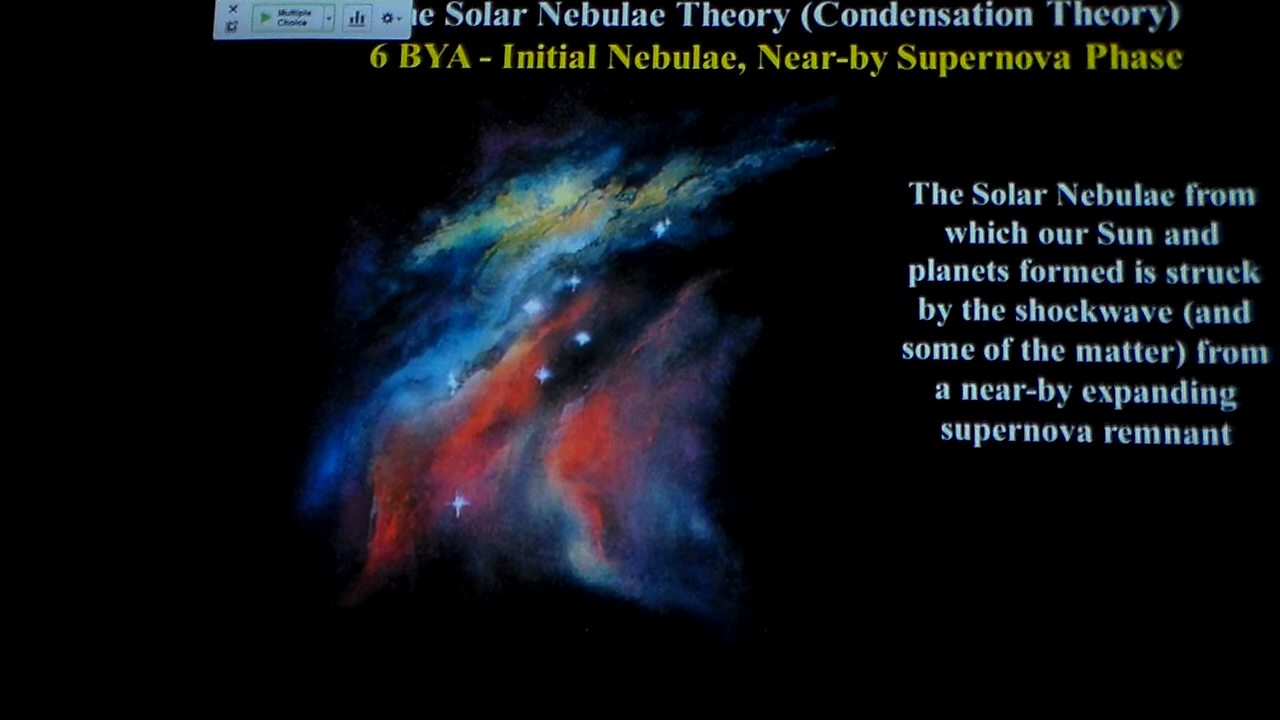 Multiple
Choice
he Solar Nebulae Theory (Condensation Theory)
6 BYA - Initial Nebulae, Near-by Supernova Phase
The Solar Nebulae from
which our Sun and
planets formed is struck
by the shockwave (and
some of the matter) from
a near-by expanding
supernova remnant